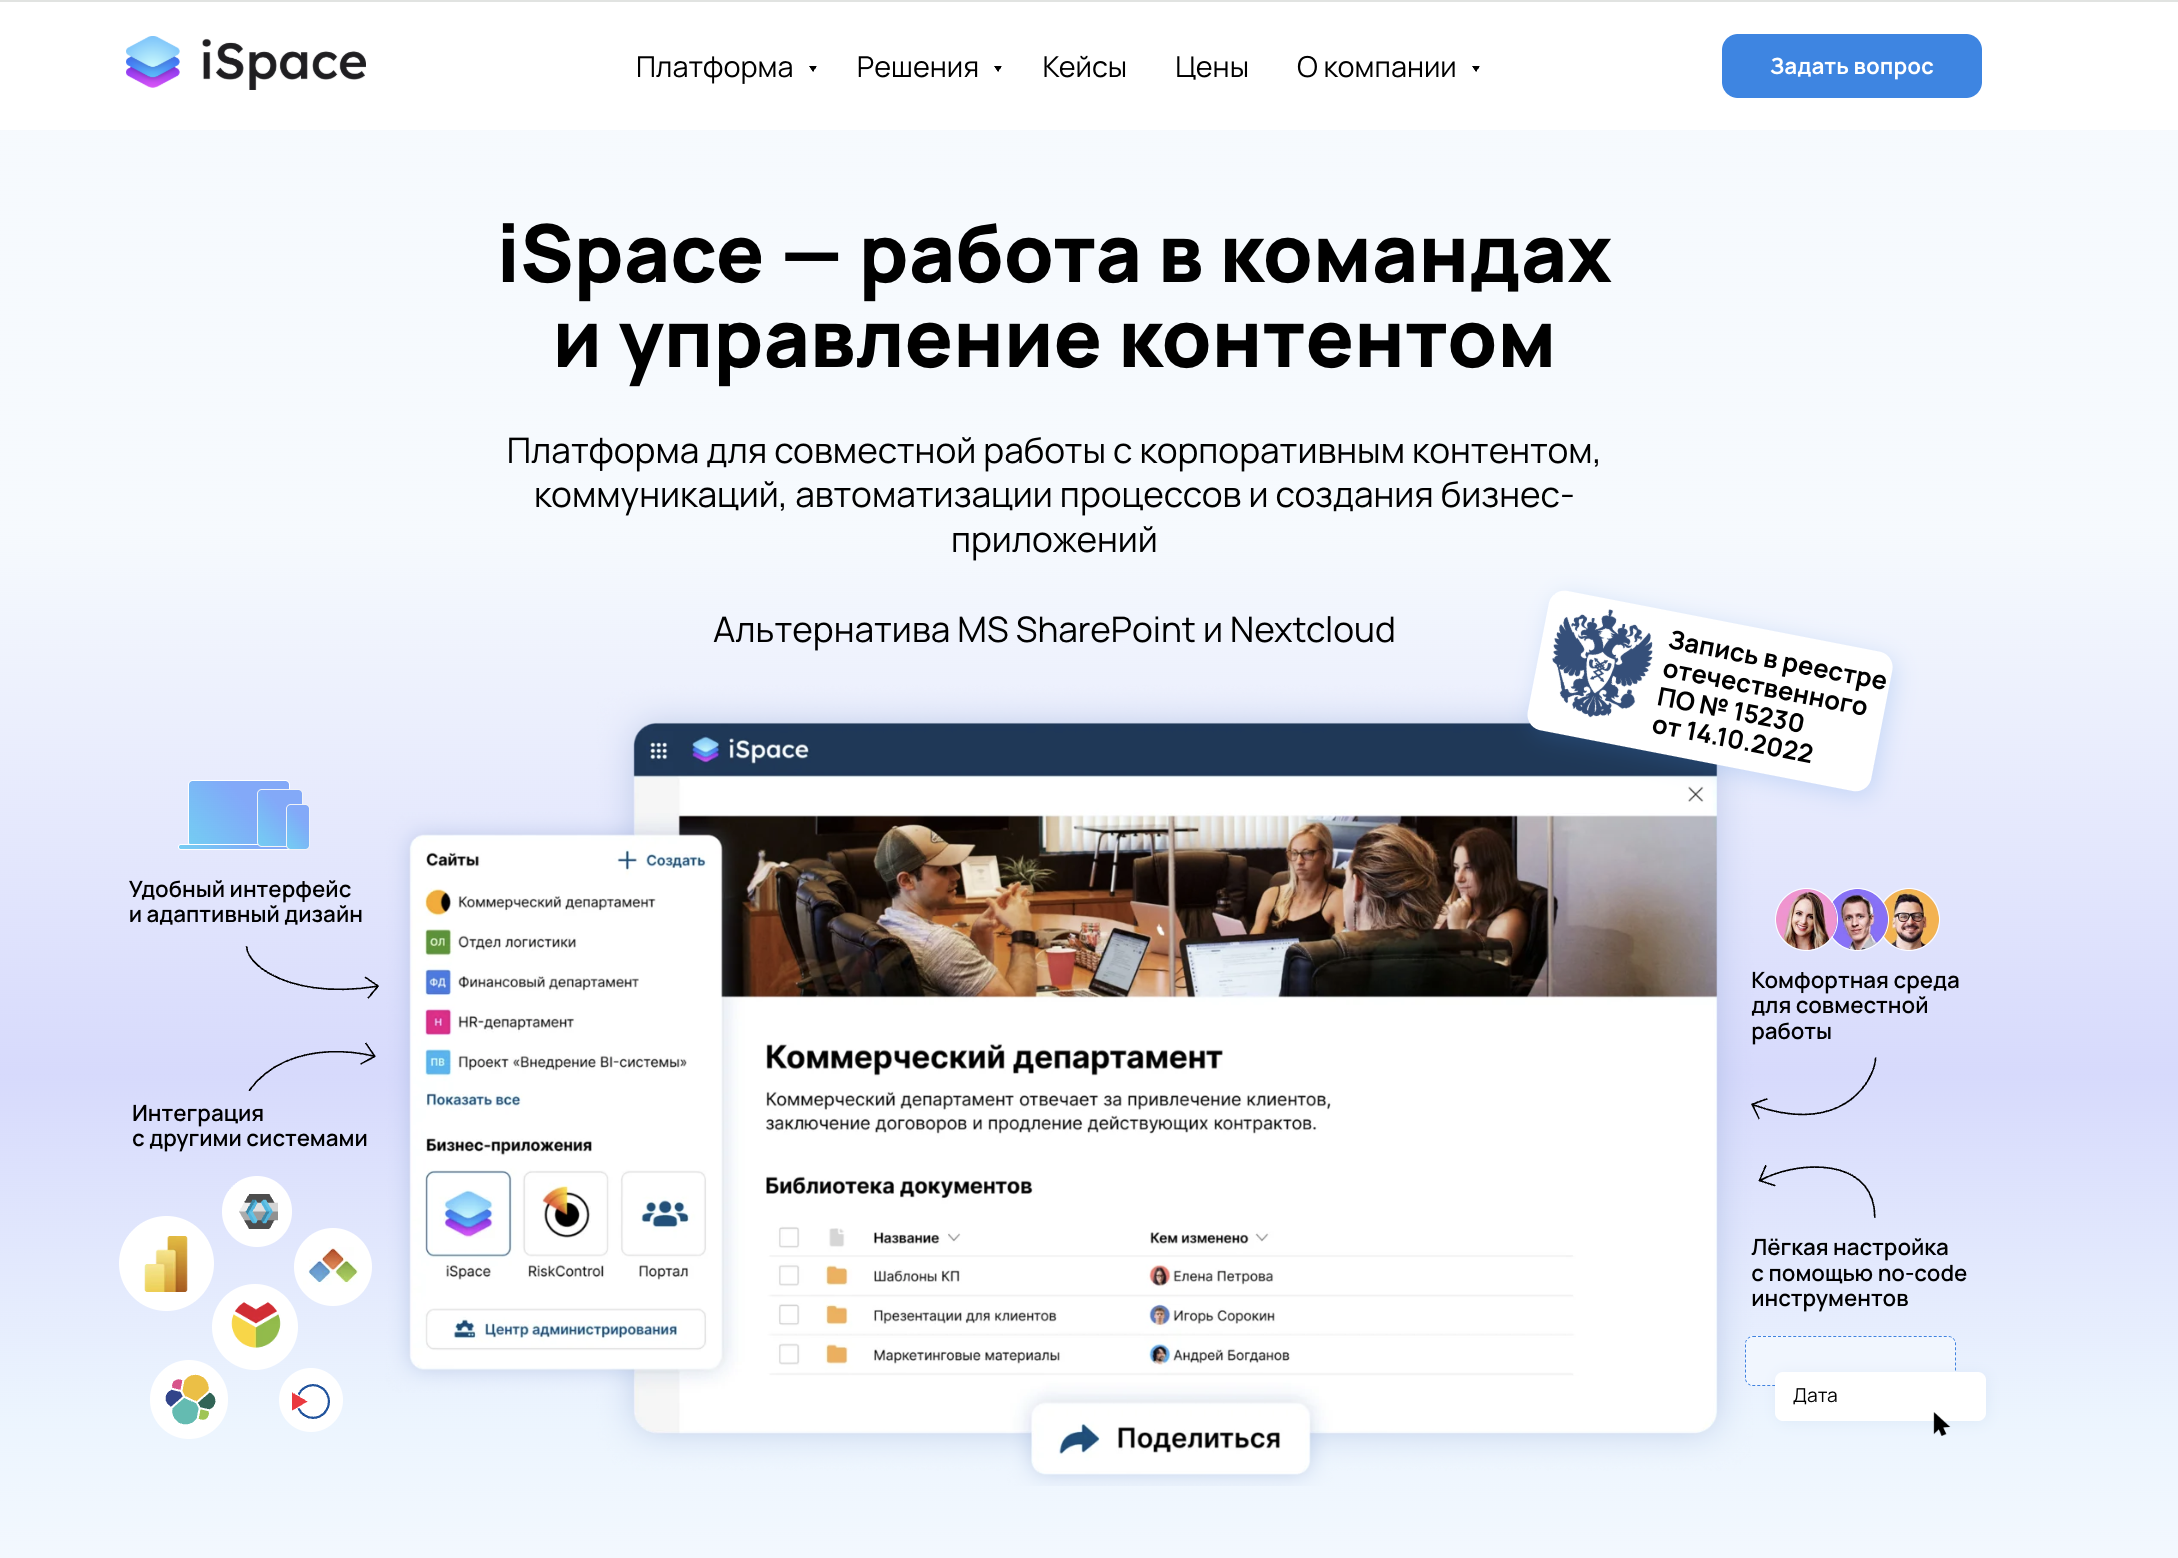 iSpace
Платформа
Решения
Кейсы
Цены
О компании
Задать вопрос
iSpace — работа в командах
и управление контентом
Платформа для совместной работы с корпоративным контентом,
коммуникаций, автоматизации процессов и создания бизнес-
приложений
Альтернатива MS SharePoint и Nextcloud
Запись в реестре
отечественного
ПО № 15230
от 14.10.2022
iSpace
Удобный интерфейс
и адаптивный дизайн
Интеграция
с другими системами
Сайты
Создать
Коммерческий департамент
ОЛ
Отдел логистики
ФД
Финансовый департамент
Н
HR-департамент
ПВ
Проект «Внедрение BI-системы»
Показать все
Бизнес-приложения
iSpace
RiskControl
Портал
Центр администрирования
Коммерческий департамент
Коммерческий департамент отвечает за привлечение клиентов,
заключение договоров и продление действующих контрактов.
Библиотека документов
Название
Кем изменено
Шаблоны КП
Елена Петрова
Презентации для клиентов
Игорь Сорокин
Маркетинговые материалы
Андрей Богданов
Поделиться
Комфортная среда
для совместной
работы
Лёгкая настройка
с помощью no-code
инструментов
Дата